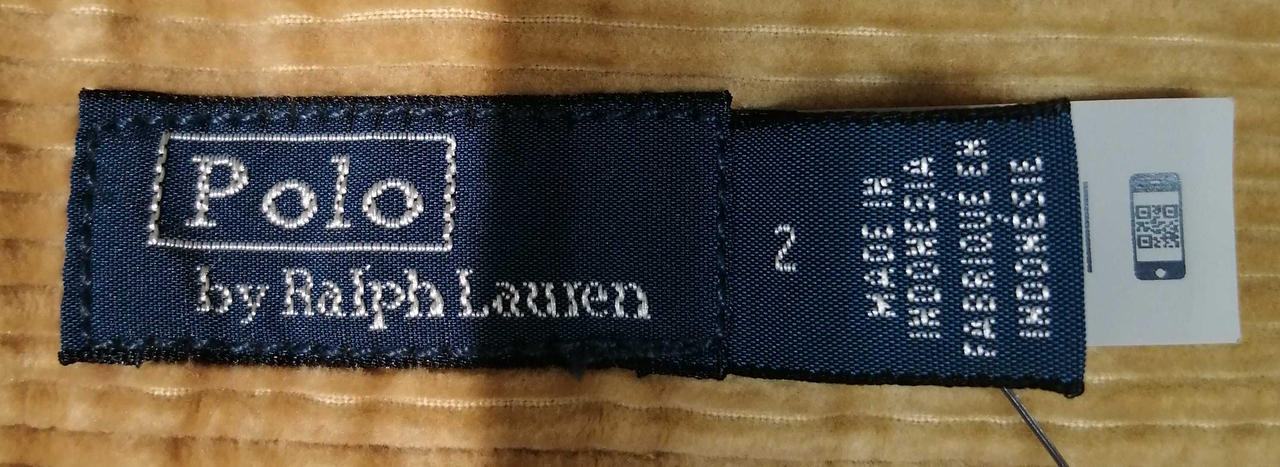 Polo
by Ralph Lauren
2
MADE IN
INDONESIA
FABRIQUÉ EN
INDONÉSIE